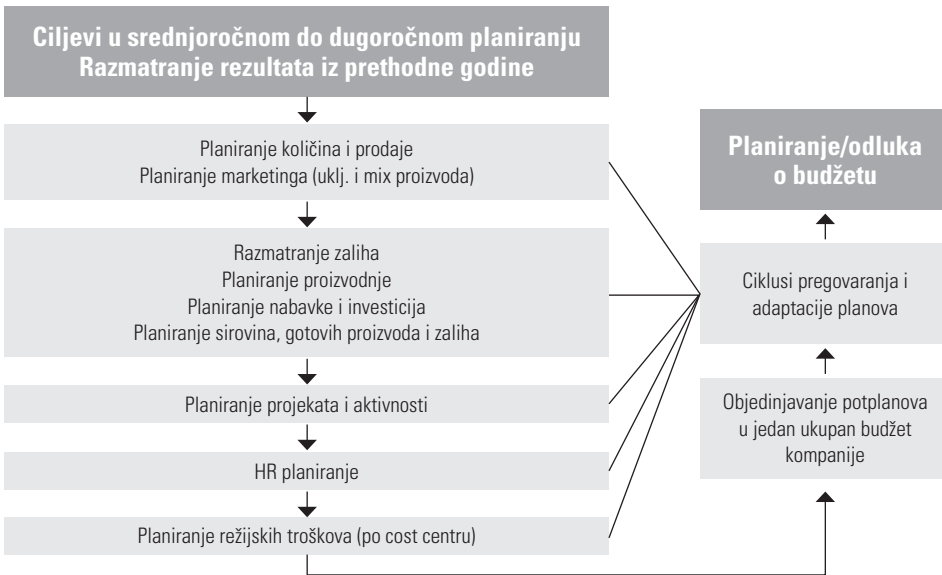 Ciljevi u srednjoročnom do dugoročnom planiranju
Razmatranje rezultata iz prethodne godine
Planiranje količina i prodaje
Planiranje marketinga (uklj. i mix proizvoda)
Razmatranje zaliha
Planiranje proizvodnje
Planiranje nabavke i investicija
Planiranje sirovina, gotovih proizvoda i zaliha
Planiranje projekata i aktivnosti
HR planiranje
Planiranje režijskih troškova (po cost centru)
Planiranje/odluka
o budžetu
Ciklusi pregovaranja i
adaptacije planova
Objedinjavanje potplanova
u jedan ukupan budžet
kompanije